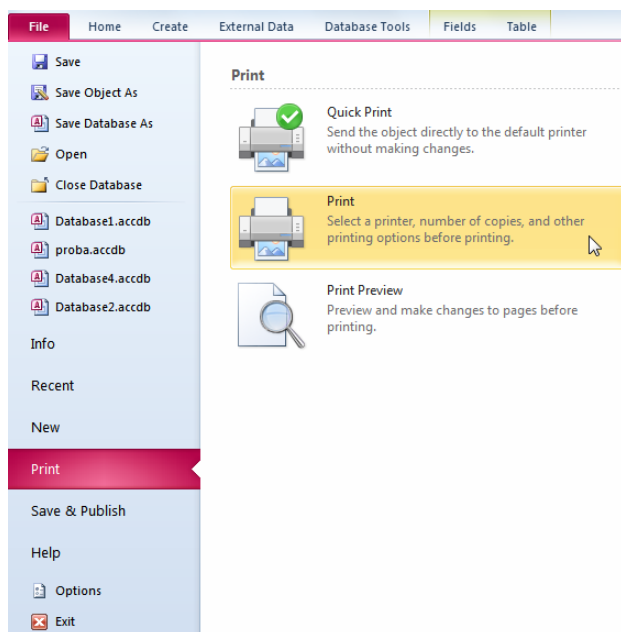 File Home Create External Data Database Tools Fields Table
Save
Save Object As
Save Database As
Open
Close Database
Database1.accdb
proba.accdb
Database4.accdb
Database2.accdb
Info
Recent
New
Print
Save & Publish
Help
Options
Exit
Print
Quick Print
Send the object directly to the default printer
without making changes.
Print
Select a printer, number of copies, and other
printing options before printing.
Print Preview
Preview and make changes to pages before
printing.